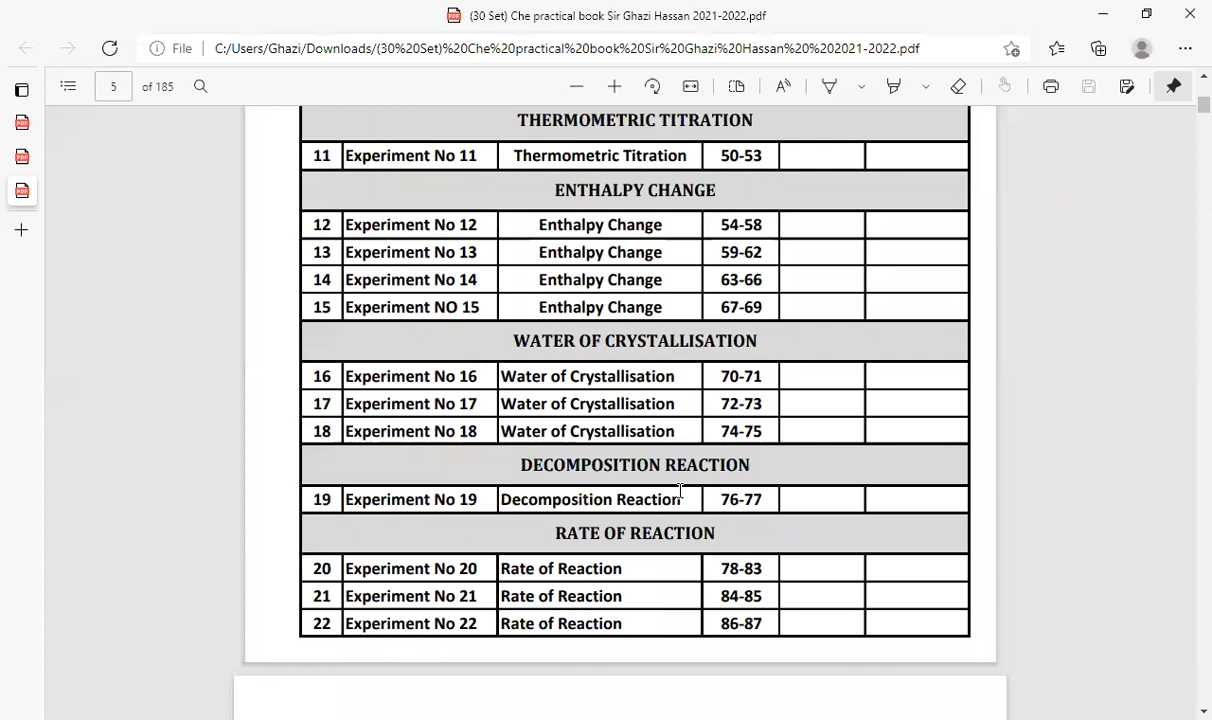 (30 Set) Che practical book Sir Ghazi Hassan 2021-2022.pdf
File C:/Users/Ghazi/Downloads/(30%20Set)%20Che%20practical%20book%20Sir%20Ghazi%20Hassan%20%202021-2022.pdf
5 of 185
THERMOMETRIC TITRATION
11 Experiment No 11 Thermometric Titration 50-53
ENTHALPY CHANGE
12 Experiment No 12 Enthalpy Change 54-58
13 Experiment No 13 Enthalpy Change 59-62
14 Experiment No 14 Enthalpy Change 63-66
15 Experiment NO 15 Enthalpy Change 67-69
WATER OF CRYSTALLISATION
16 Experiment No 16 Water of Crystallisation 70-71
17 Experiment No 17 Water of Crystallisation 72-73
18 Experiment No 18 Water of Crystallisation 74-75
DECOMPOSITION REACTION
19 Experiment No 19 Decomposition Reaction 76-77
RATE OF REACTION
20 Experiment No 20 Rate of Reaction 78-83
21 Experiment No 21 Rate of Reaction 84-85
22 Experiment No 22 Rate of Reaction 86-87